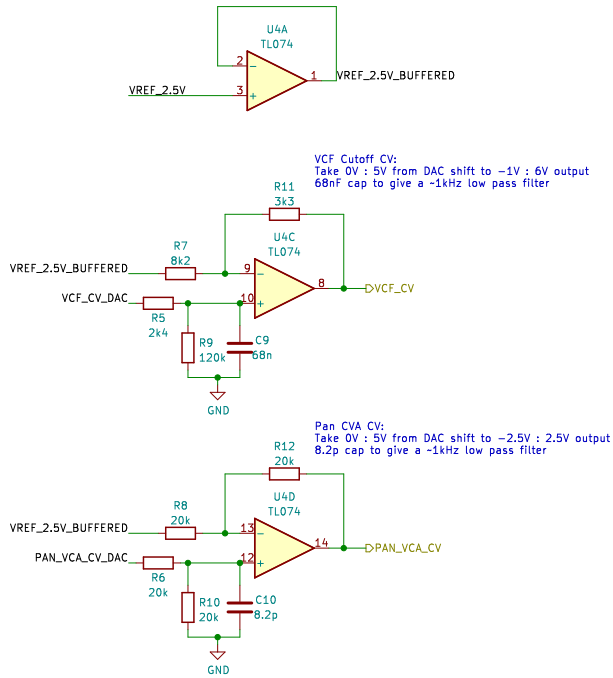 U4A
TL074
2
3
1
VREF_2.5V_BUFFERED
VREF_2.5V
VCF Cutoff CV:
Take 0V : 5V from DAC shift to -1V : 6V output
68nF cap to give a ~1kHz low pass filter
R11
3k3
R7
8k2
U4C
TL074
VREF_2.5V_BUFFERED
9
8
VCF_CV
VCF_CV_DAC
10
R5
2k4
R9
120k
C9
68n
GND
Pan CVA CV:
Take 0V : 5V from DAC shift to -2.5V : 2.5V output
8.2p cap to give a ~1kHz low pass filter
R12
20k
R8
20k
U4D
TL074
VREF_2.5V_BUFFERED
13
14
PAN_VCA_CV
PAN_VCA_CV_DAC
12
R6
20k
R10
20k
C10
8.2p
GND